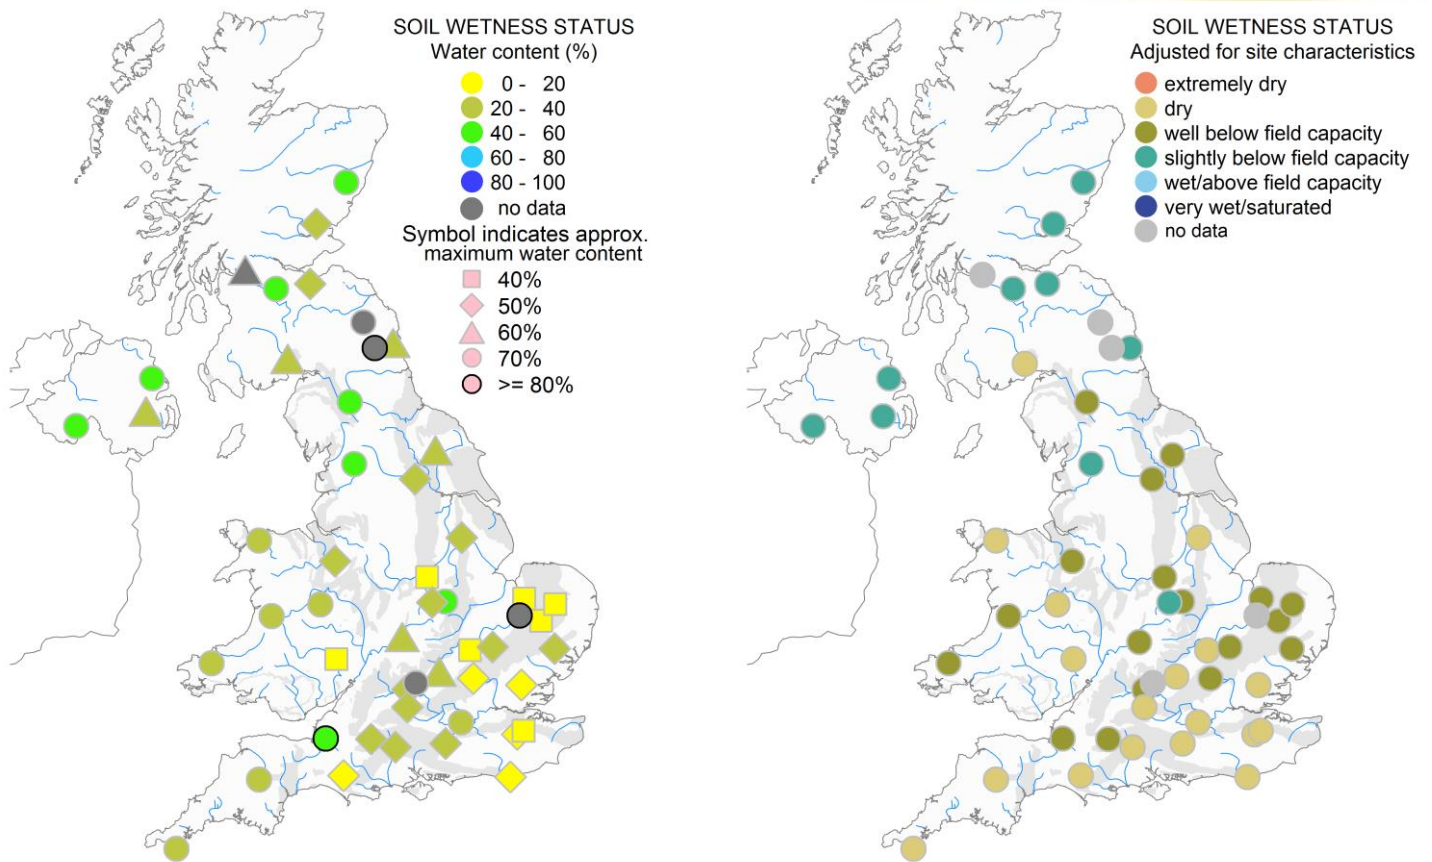 SOIL WETNESS STATUS
Water content (%)
0 - 20
20 - 40
40 - 60
60 - 80
80 - 100
no data
Symbol indicates approx.
maximum water content
40%
50%
60%
70%
>= 80%
SOIL WETNESS STATUS
Adjusted for site characteristics
extremely dry
dry
well below field capacity
slightly below field capacity
wet/above field capacity
very wet/saturated
no data